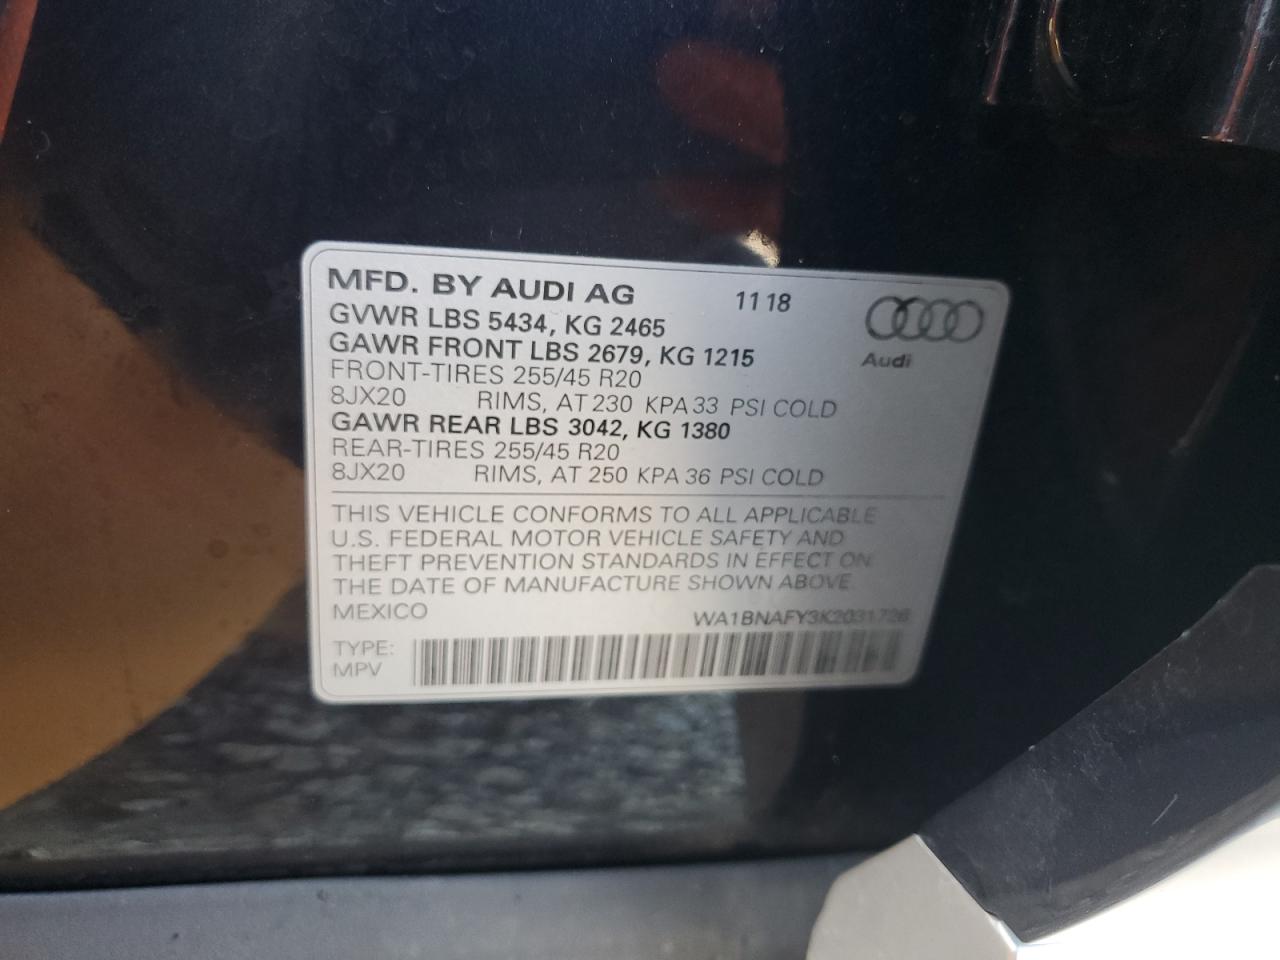 MFD. BY AUDI AG 11 18
GVWR LBS 5434, KG 2465
GAWR FRONT LBS 2679, KG 1215
Audi
FRONT-TIRES 255/45 R20
8JX20 RIMS, AT 230 KPA 33 PSI COLD
GAWR REAR LBS 3042, KG 1380
REAR-TIRES 255/45 R20
8JX20 RIMS, AT 250 KPA 36 PSI COLD
THIS VEHICLE CONFORMS TO ALL APPLICABLE
U.S. FEDERAL MOTOR VEHICLE SAFETY AND
THEFT PREVENTION STANDARDS IN EFFECT ON
THE DATE OF MANUFACTURE SHOWN ABOVE
MEXICO WA1BNAFY3K2031726
TYPE:
MPV